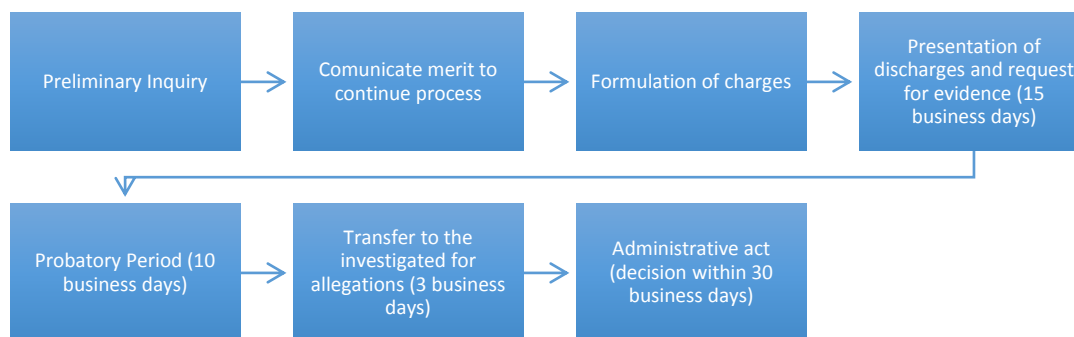 Preliminary Inquiry
Comunicate merit to
continue process
Formulation of charges
Presentation of
discharges and request
for evidence (15
business days)
Probatory Period (10
business days)
Transfer to the
investigated for
allegations (3 business
days)
Administrative act
(decision within 30
business days)